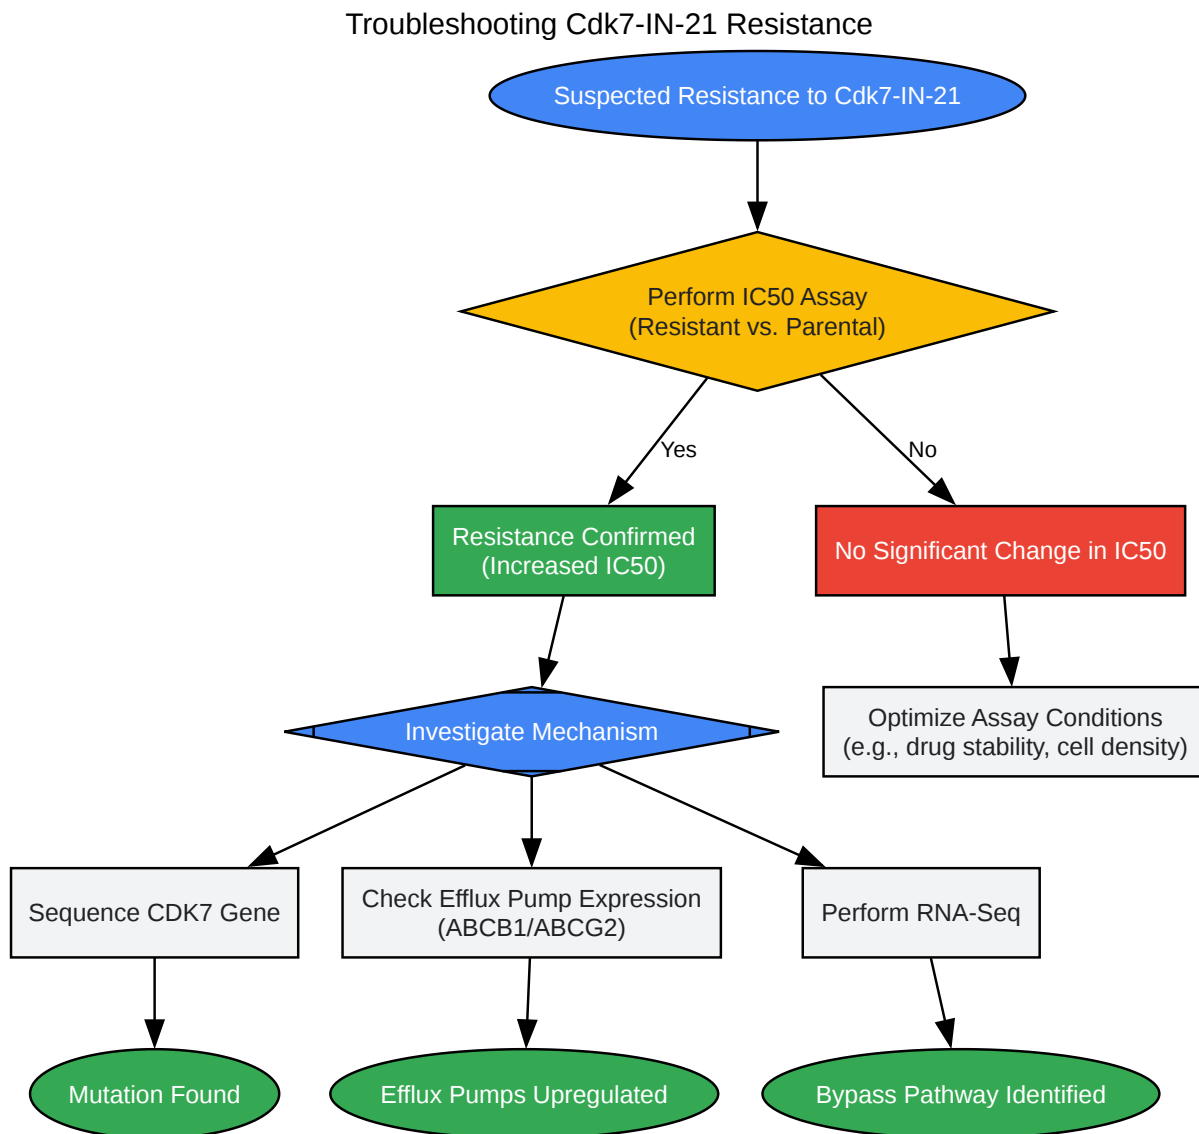 Troubleshooting Cdk7-IN-21 Resistance
Suspected Resistance to Cdk7-IN-21
Perform IC50 Assay
(Resistant vs. Parental)
Yes
No
Resistance Confirmed
(Increased IC50)
No Significant Change in IC50
Investigate Mechanism
Optimize Assay Conditions
(e.g., drug stability, cell density)
Sequence CDK7 Gene
Check Efflux Pump Expression
(ABCB1/ABCG2)
Perform RNA-Seq
Mutation Found
Efflux Pumps Upregulated
Bypass Pathway Identified